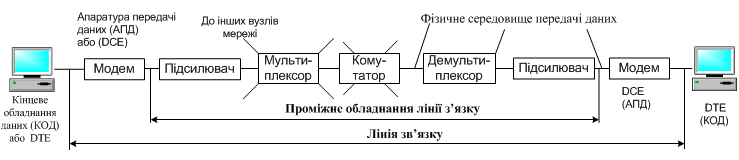 Апаратура передачі
даних (АПД)
або (DCE)
До інших вузлів
мережі
Фізичне середовище передачі даних
Модем
Підсилювач
Мульти-
плексор
Кому-
татор
Демульти-
плексор
Підсилювач
Модем
Кінцеве
обладнання
даних (КОД)
або DTE
DCE
(АПД)
DTE
(КОД)
Проміжне обладнання лінії з’язку
Лінія зв’язку